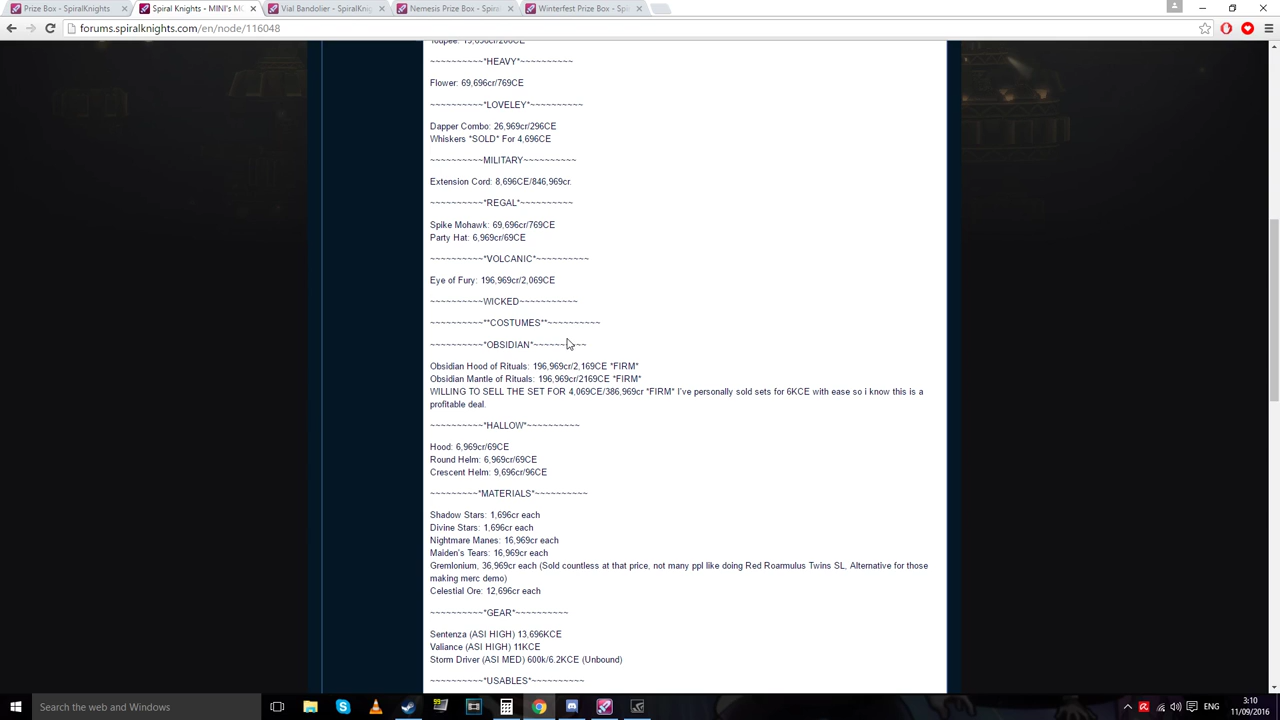 Prize Box - SpiralKnights
Spiral Knights - MINI's M
Vial Bandolier - SpiralKnig
Nemesis Prize Box - Spiral
Winterfest Prize Box - Spi
forums.spiralknights.com/en/node/116048
~~~~~~~~~~*HEAVY*~~~~~~~~~~
Flower: 69,696cr/769CE
~~~~~~~~~~*LOVELEY*~~~~~~~~~~
Dapper Combo: 26,969cr/296CE
Whiskers *SOLD* For 4,696CE
~~~~~~~~~~MILITARY~~~~~~~~~~
Extension Cord: 8,696CE/846,969cr.
~~~~~~~~~~*REGAL*~~~~~~~~~~
Spike Mohawk: 69,696cr/769CE
Party Hat: 6,969cr/69CE
~~~~~~~~~~*VOLCANIC*~~~~~~~~~~
Eye of Fury: 196,969cr/2,069CE
~~~~~~~~~~WICKED~~~~~~~~~~~
~~~~~~~~~~**COSTUMES**~~~~~~~~~~
~~~~~~~~~~*OBSIDIAN*~~~~~~~~~~
Obsidian Hood of Rituals: 196,969cr/2,169CE *FIRM*
Obsidian Mantle of Rituals: 196,969cr/2169CE *FIRM*
WILLING TO SELL THE SET FOR 4,069CE/386,969cr *FIRM* I've personally sold sets for 6KCE with ease so i know this is a
profitable deal.
~~~~~~~~~~*HALLOW*~~~~~~~~~~
Hood: 6,969cr/69CE
Round Helm: 6,969cr/69CE
Crescent Helm: 9,696cr/96CE
~~~~~~~~~*MATERIALS*~~~~~~~~~~
Shadow Stars: 1,696cr each
Divine Stars: 1,696cr each
Nightmare Manes: 16,969cr each
Maiden's Tears: 16,969cr each
Gremlonium, 36,969cr each (Sold countless at that price, not many ppl like doing Red Roarmulus Twins SL, Alternative for those
making merc demo)
Celestial Ore: 12,696cr each
~~~~~~~~~~*GEAR*~~~~~~~~~~
Sentenza (ASI HIGH) 13,696KCE
Valiance (ASI HIGH) 11KCE
Storm Driver (ASI MED) 600k/6.2KCE (Unbound)
~~~~~~~~~~*USABLES*~~~~~~~~~~
Search the web and Windows
ENG
3:10
11/09/2016